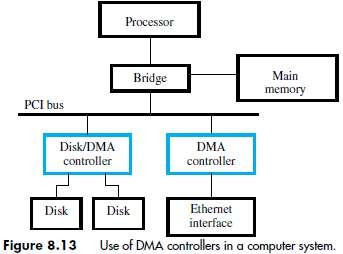 Processor
Bridge
Main
memory
PCI bus
Disk/DMA
controller
DMA
controller
Disk
Disk
Ethernet
interface
Figure 8.13 Use of DMA controllers in a computer system.